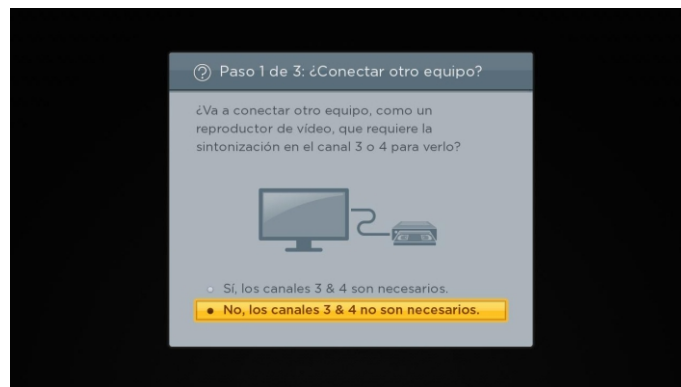 Paso 1 de 3: ¿Conectar otro equipo?
¿Va a conectar otro equipo, como un
reproductor de vídeo, que requiere la
sintonización en el canal 3 o 4 para verlo?
Sí, los canales 3 & 4 son necesarios.
No, los canales 3 & 4 no son necesarios.